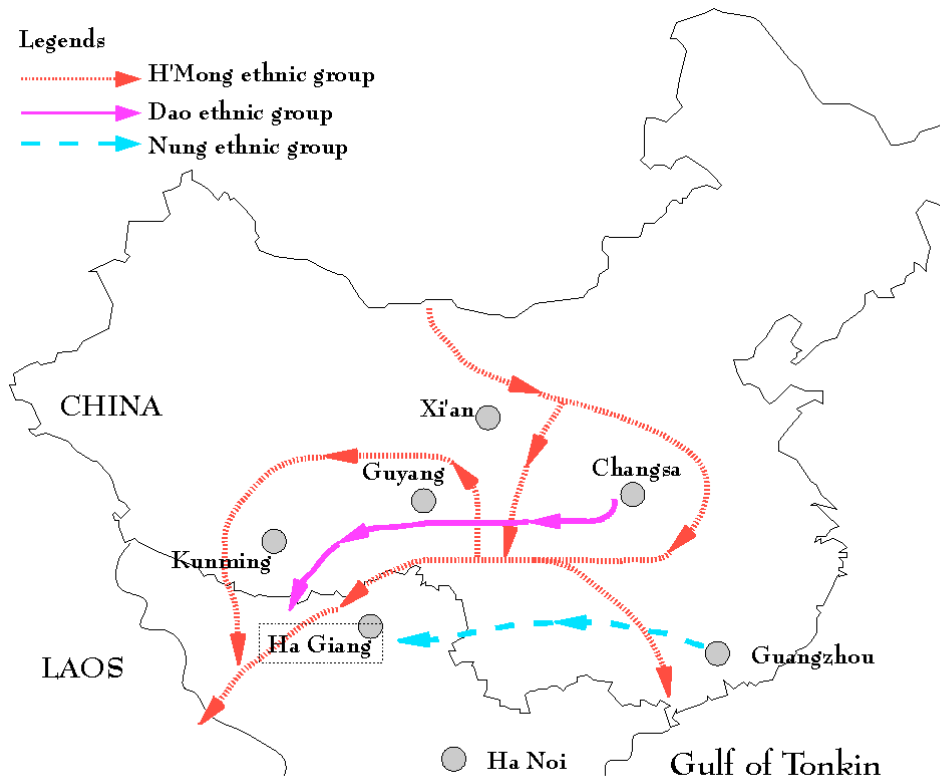 Legends
H'Mong ethnic group
Dao ethnic group
Nung ethnic group
CHINA
Xi'an
Guyang
Changsa
Kunming
Ha Giang
LAOS
Guangzhou
Ha Noi
Gulf of Tonkin